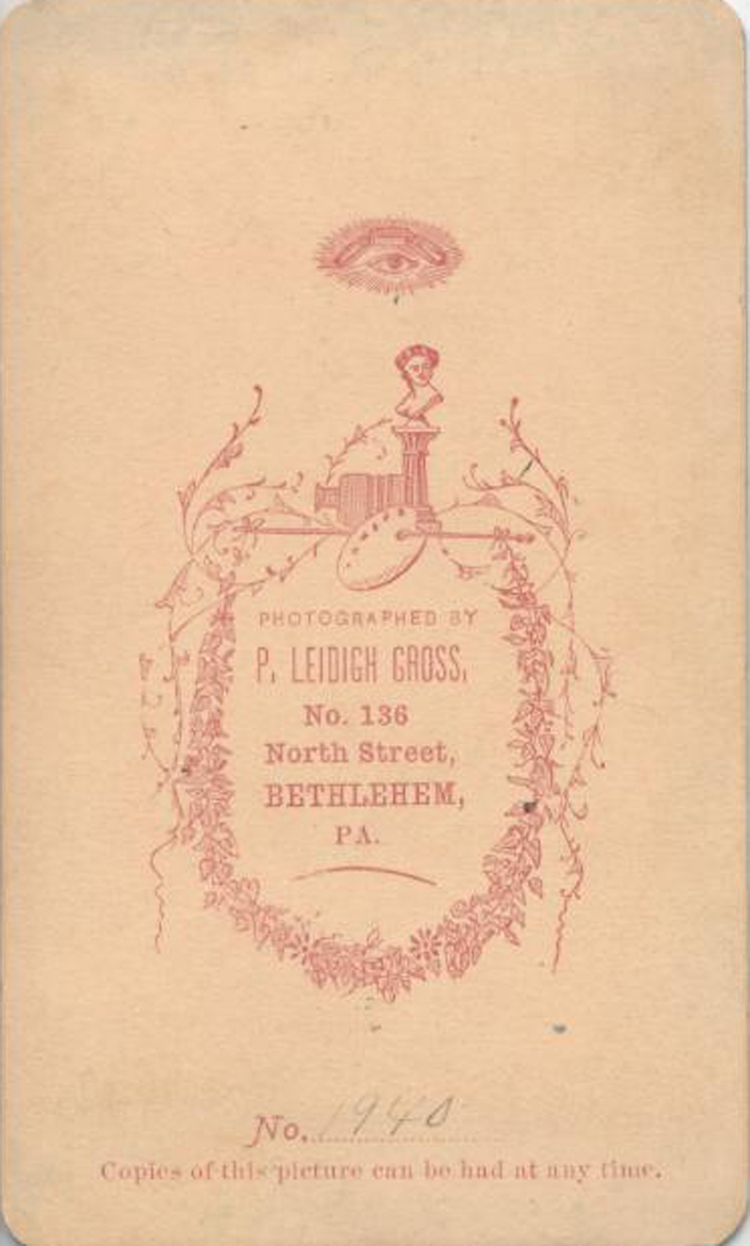 PHOTOGRAPHED BY
P. LEIDIGH GROSS,
No. 136
North Street,
BETHLEHEM,
PA.
No. 1940
Copies of this picture can be had at any time.